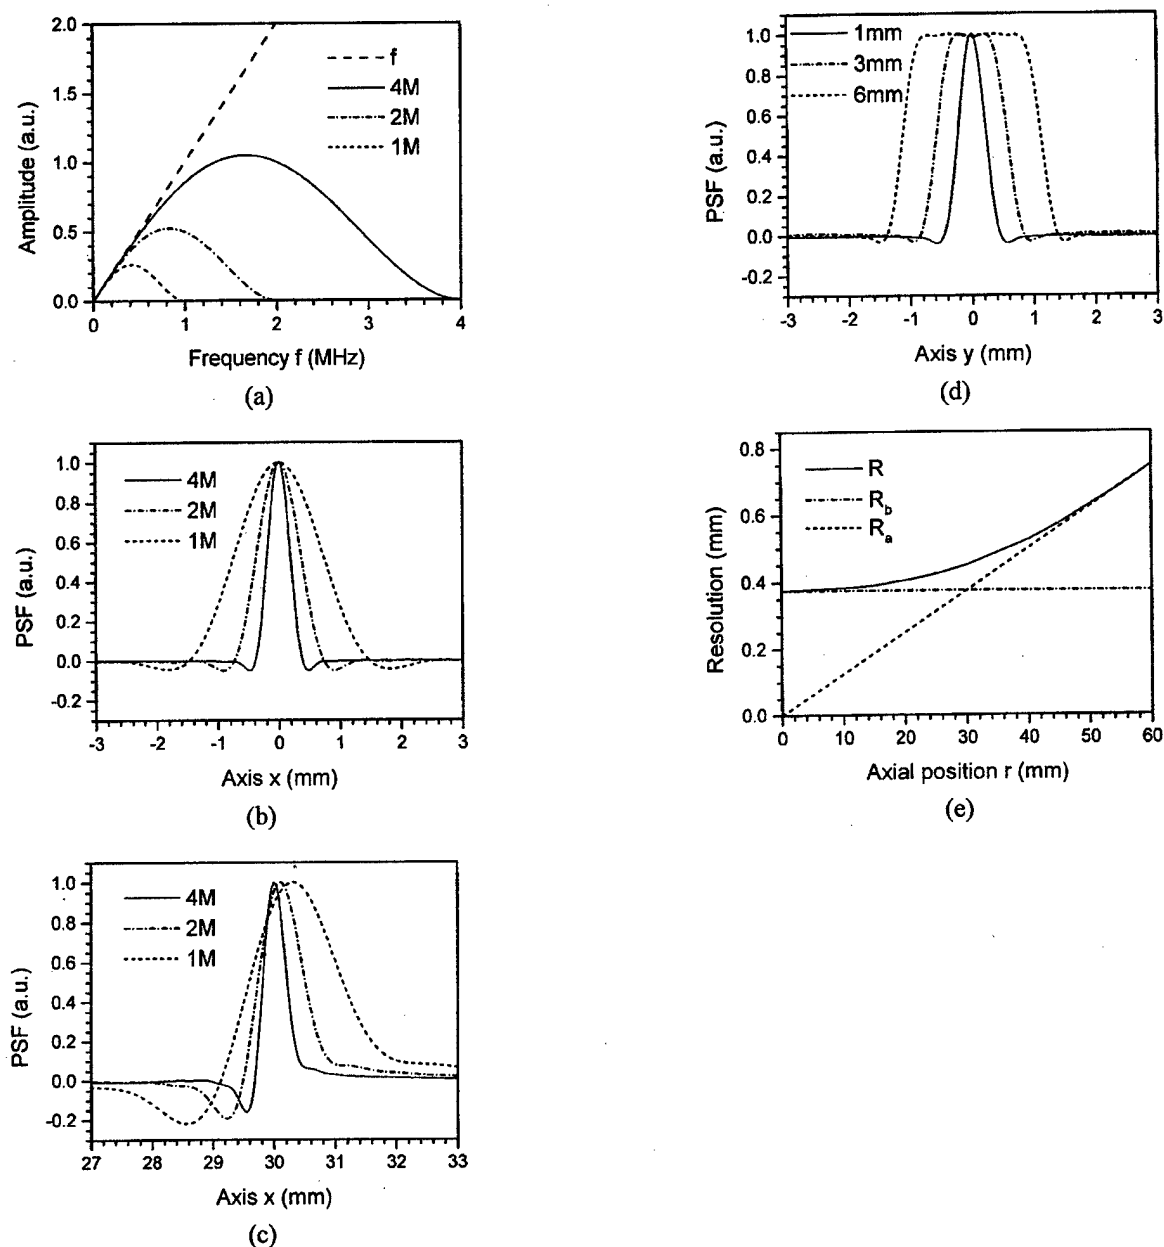 2.0
1.5
1.0
0.5
0.0
Amplitude (a.u.)
f
4M
2M
1M
0 1 2 3 4
Frequency f (MHz)
(a)
1.0
0.8
0.6
0.4
0.2
0.0
-0.2
PSF (a.u.)
4M
2M
1M
-3 -2 -1 0 1 2 3
Axis x (mm)
(b)
1.0
0.8
0.6
0.4
0.2
0.0
-0.2
PSF (a.u.)
4M
2M
1M
27 28 29 30 31 32 33
Axis x (mm)
(c)
1.0
0.8
0.6
0.4
0.2
0.0
-0.2
PSF (a.u.)
1mm
3mm
6mm
-3 -2 -1 0 1 2 3
Axis y (mm)
(d)
0.8
0.6
0.4
0.2
0.0
Resolution (mm)
R
Rb
Ra
0 10 20 30 40 50 60
Axial position r (mm)
(e)